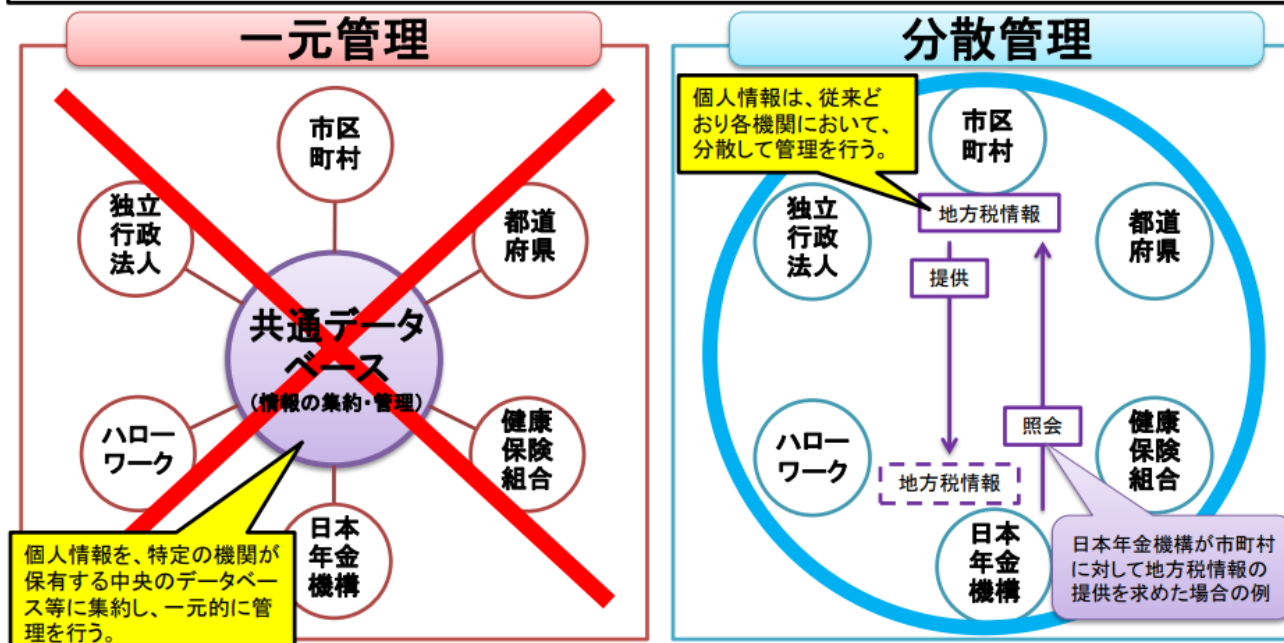 一元管理
市区
町村
独立
行政
法人
都道
府県
共通データ
ベース
(情報の集約・管理)
ハロー
ワーク
健康
保険
組合
日本
年金
機構
個人情報を、特定の機関が
保有する中央のデータベー
ス等に集約し、一元的に管
理を行う。
分散管理
個人情報は、従来ど
おり各機関において、
分散して管理を行う。
市区
町村
地方税情報
独立
行政
法人
都道
府県
提供
照会
ハロー
ワーク
健康
保険
組合
地方税情報
日本
年金
機構
日本年金機構が市町村
に対して地方税情報の
提供を求めた場合の例